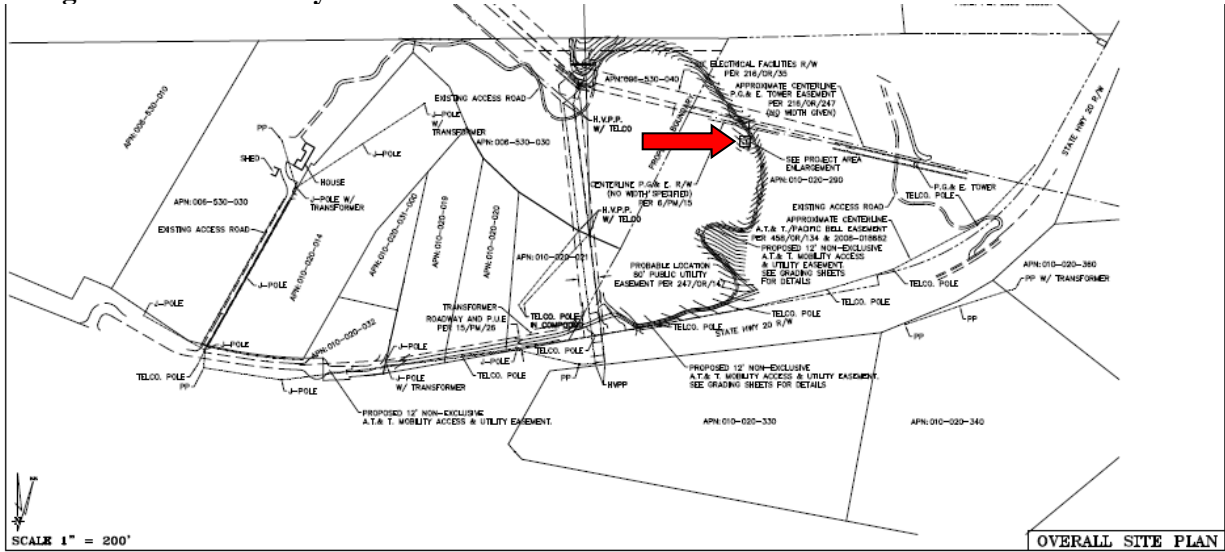 APN:006-530-040
ELECTRICAL FACILITIES R/W
PER 216/OR/35
APPROXIMATE CENTERLINE
P.G.& E. TOWER EASEMENT
PER 216/OR/247
(NO WIDTH GIVEN)
EXISTING ACCESS ROAD
J-POLE
W/
TRANSFORMER
APN:006-530-010
PP
J-POLE
SHED
HOUSE
J-POLE W/
TRANSFORMER
APN:006-530-030
H.V.P.P.
W/ TELCO
STATE HWY 20 R/W
SEE PROJECT AREA
ENLARGEMENT
APN:010-020-290
P.G.& E. TOWER
TELCO. POLE
CENTERLINE P.G.& E. R/W
(NO WIDTH SPECIFIED)
PER 6/PM/15
APN:006-530-030
EXISTING ACCESS ROAD
H.V.P.P.
W/ TELCO
EXISTING ACCESS ROAD
APPROXIMATE CENTERLINE
A.T.& T./PACIFIC BELL EASEMENT
PER 458/OR/134 & 2008-018682
PROPOSED 12' NON-EXCLUSIVE
A.T.& T. MOBILITY ACCESS
& UTILITY EASEMENT.
SEE GRADING SHEETS
FOR DETAILS
APN:010-020-014
APN:010-020-031-000
APN:010-020-019
APN:010-020-020
APN:010-020-021
PROBABLE LOCATION
60' PUBLIC UTILITY
EASEMENT PER 247/OR/147
APN:010-020-360
PP W/ TRANSFORMER
J-POLE
J-POLE
TELCO. POLE
TELCO. POLE
TRANSFORMER
ROADWAY AND P.U.E.
PER 15/PM/26
TELCO. POLE
IN COMPOUND
TELCO. POLE
STATE HWY 20 R/W
PP
PP
APN:010-020-032
J-POLE
J-POLE
J-POLE
TELCO. POLE
TELCO. POLE
PP
J-POLE
J-POLE
W/ TRANSFORMER
TELCO. POLE
PP
HVPP
PROPOSED 12' NON-EXCLUSIVE
A.T.& T. MOBILITY ACCESS & UTILITY EASEMENT.
SEE GRADING SHEETS FOR DETAILS
PROPOSED 12' NON-EXCLUSIVE
A.T.& T. MOBILITY ACCESS & UTILITY EASEMENT.
APN:010-020-330
APN:010-020-340
SCALE 1" = 200'
OVERALL SITE PLAN